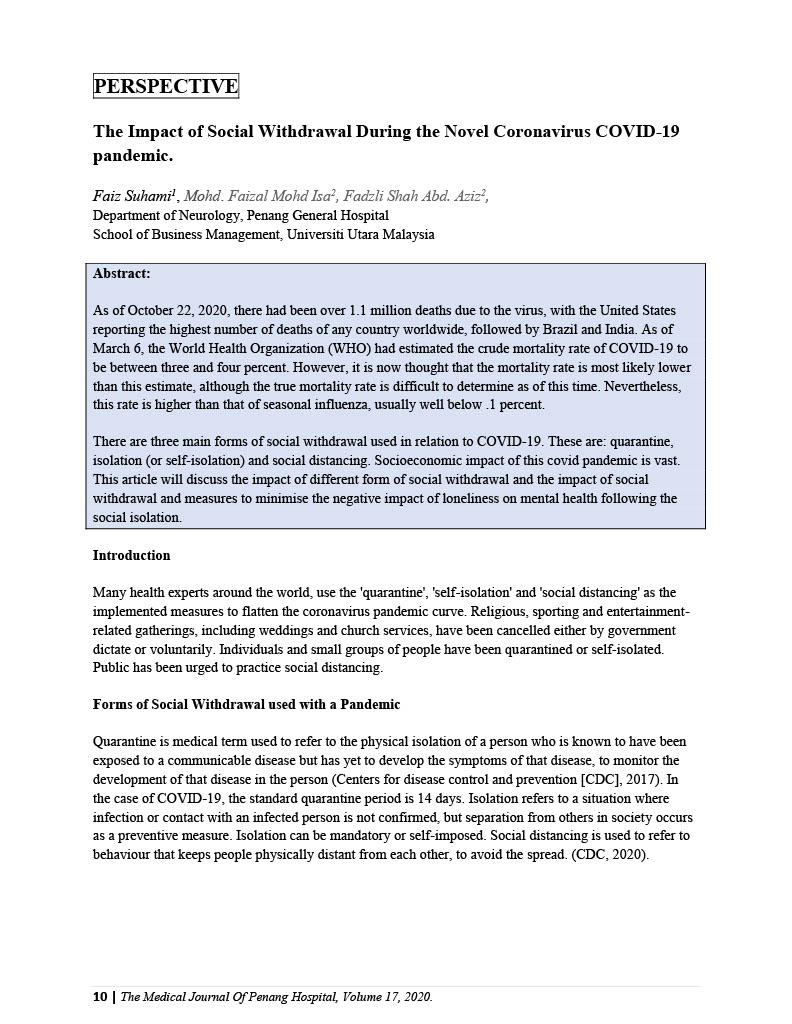 PERSPECTIVE
The Impact of Social Withdrawal During the Novel Coronavirus COVID-19
pandemic.
Faiz Suhami¹, Mohd. Faizal Mohd Isa², Fadzli Shah Abd. Aziz²,
Department of Neurology, Penang General Hospital
School of Business Management, Universiti Utara Malaysia
Abstract:
As of October 22, 2020, there had been over 1.1 million deaths due to the virus, with the United States
reporting the highest number of deaths of any country worldwide, followed by Brazil and India. As of
March 6, the World Health Organization (WHO) had estimated the crude mortality rate of COVID-19 to
be between three and four percent. However, it is now thought that the mortality rate is most likely lower
than this estimate, although the true mortality rate is difficult to determine as of this time. Nevertheless,
this rate is higher than that of seasonal influenza, usually well below .1 percent.
There are three main forms of social withdrawal used in relation to COVID-19. These are: quarantine,
isolation (or self-isolation) and social distancing. Socioeconomic impact of this covid pandemic is vast.
This article will discuss the impact of different form of social withdrawal and the impact of social
withdrawal and measures to minimise the negative impact of loneliness on mental health following the
social isolation.
Introduction
Many health experts around the world, use the 'quarantine', 'self-isolation' and 'social distancing' as the
implemented measures to flatten the coronavirus pandemic curve. Religious, sporting and entertainment-
related gatherings, including weddings and church services, have been cancelled either by government
dictate or voluntarily. Individuals and small groups of people have been quarantined or self-isolated.
Public has been urged to practice social distancing.
Forms of Social Withdrawal used with a Pandemic
Quarantine is medical term used to refer to the physical isolation of a person who is known to have been
exposed to a communicable disease but has yet to develop the symptoms of that disease, to monitor the
development of that disease in the person (Centers for disease control and prevention [CDC], 2017). In
the case of COVID-19, the standard quarantine period is 14 days. Isolation refers to a situation where
infection or contact with an infected person is not confirmed, but separation from others in society occurs
as a preventive measure. Isolation can be mandatory or self-imposed. Social distancing is used to refer to
behaviour that keeps people physically distant from each other, to avoid the spread. (CDC, 2020).
10 | The Medical Journal Of Penang Hospital, Volume 17, 2020.